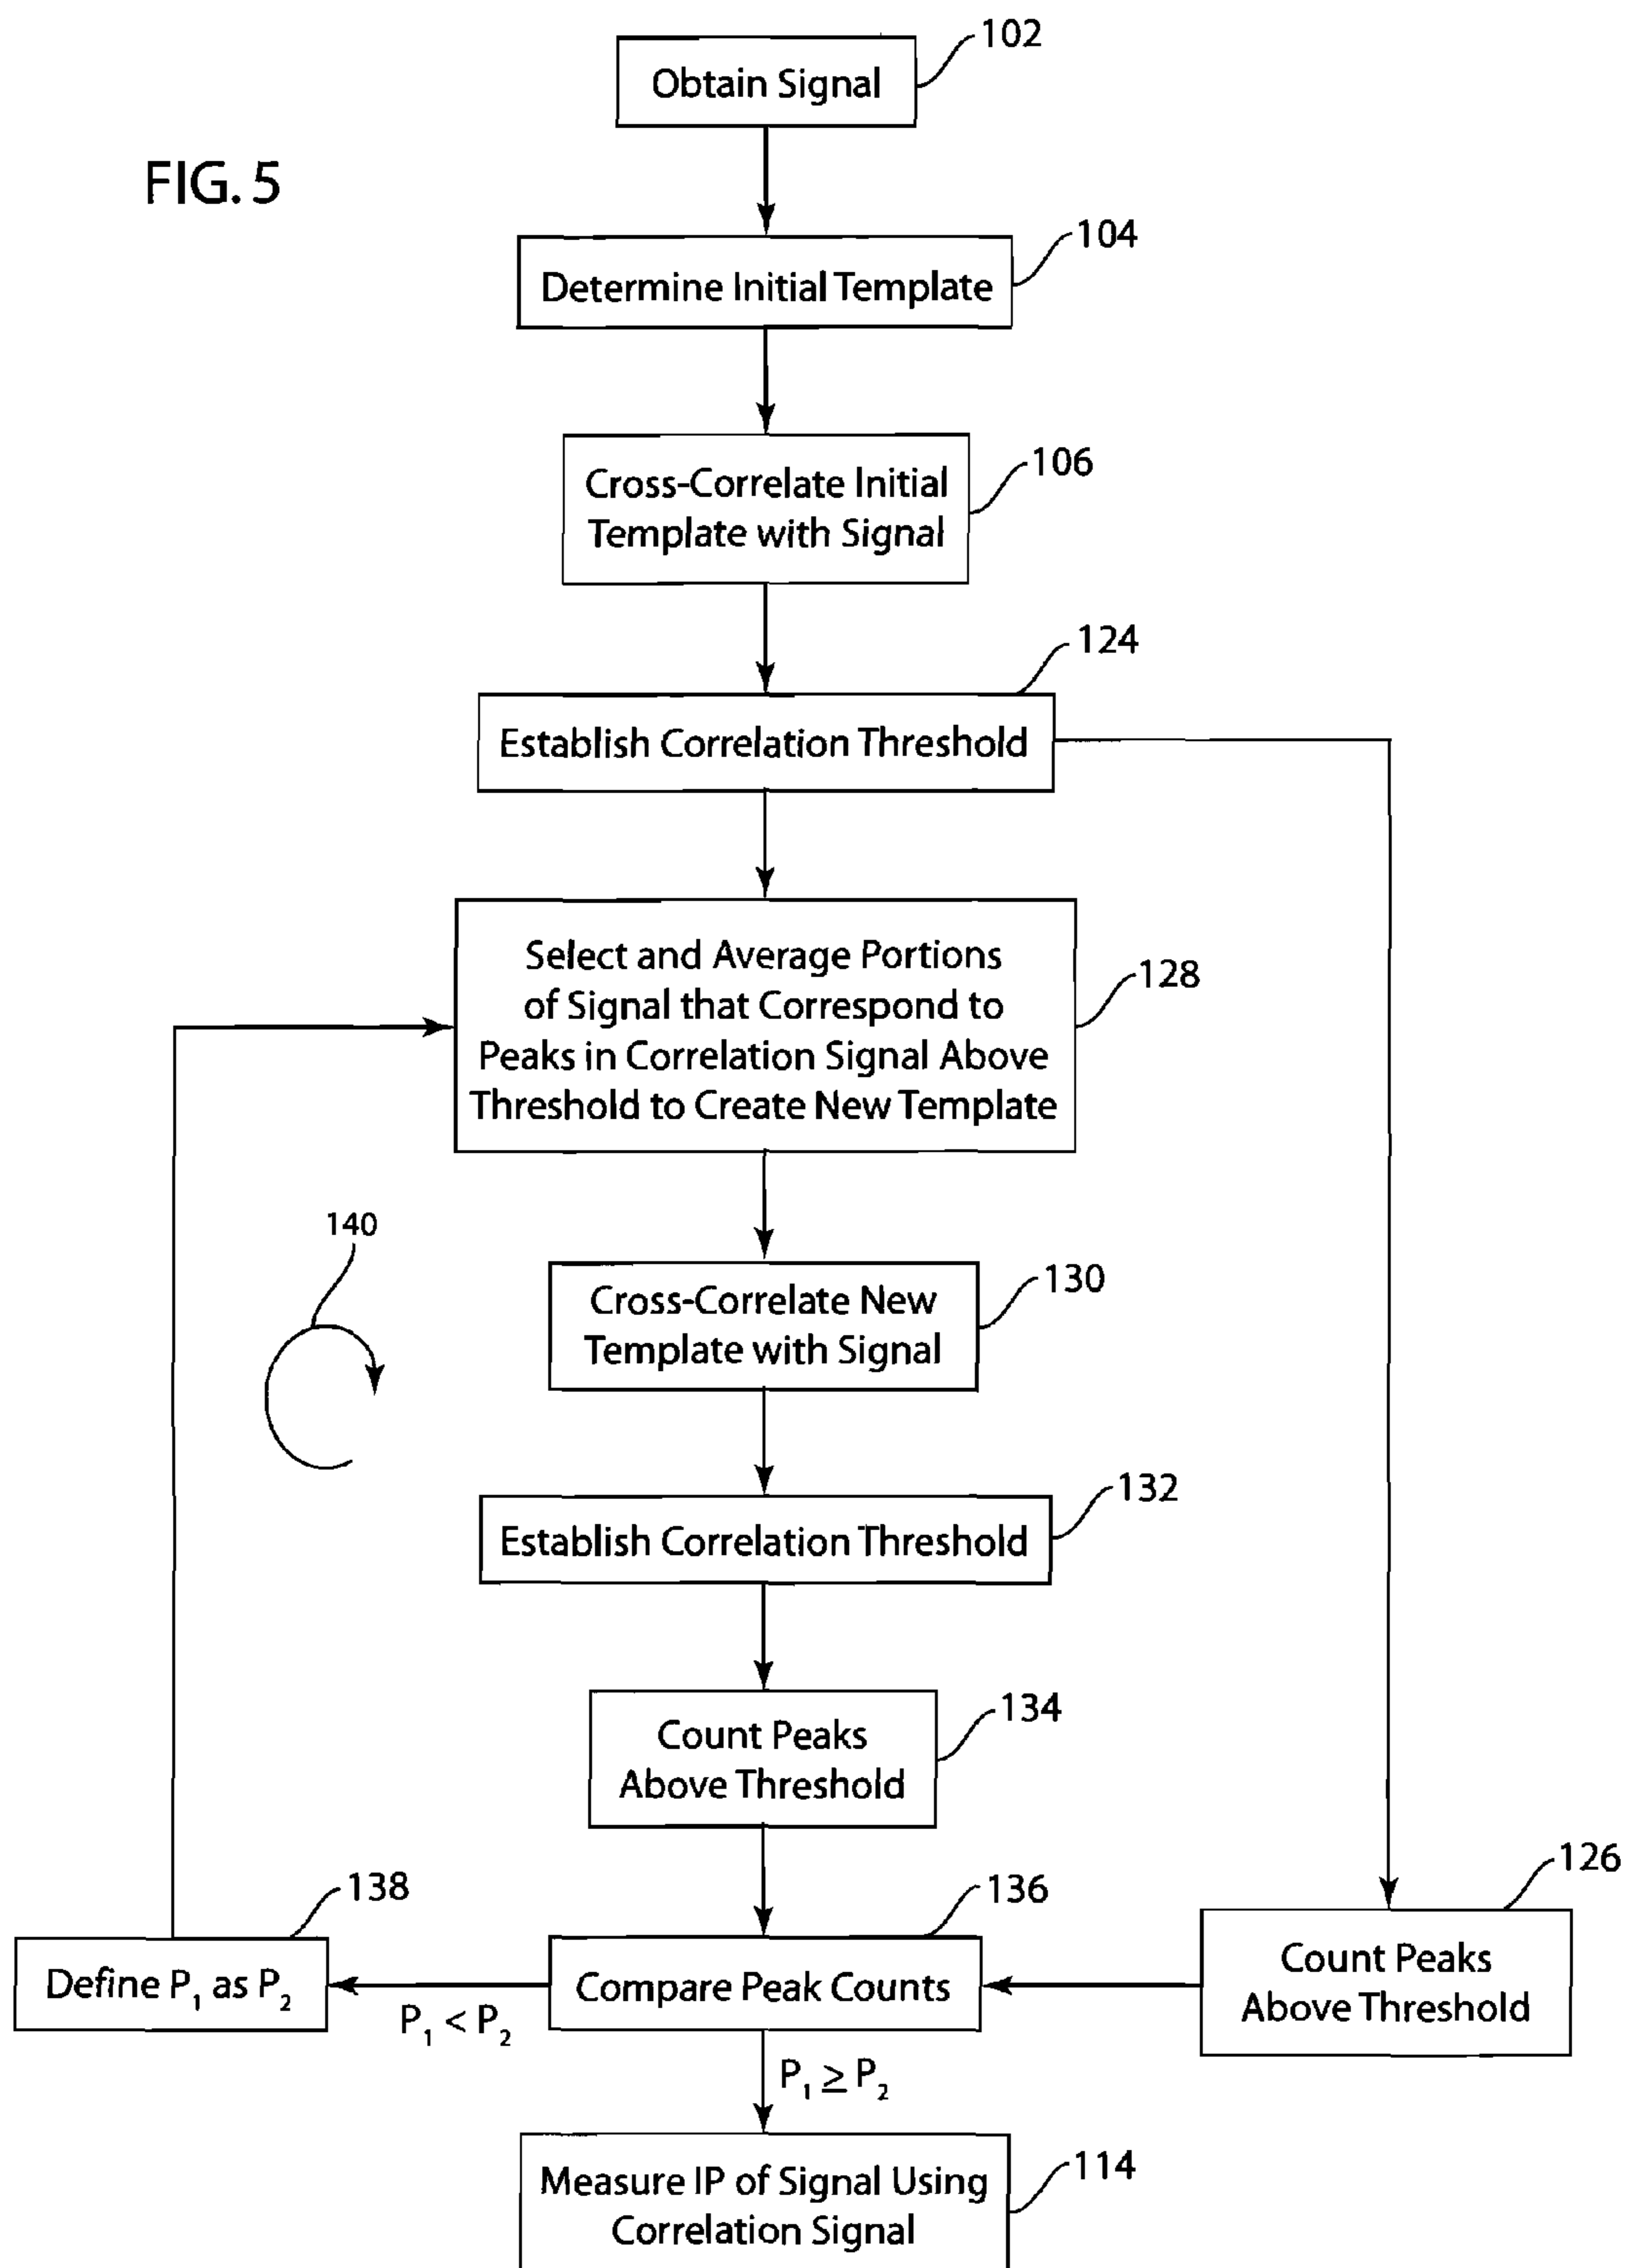 102
Obtain Signal
FIG. 5
104
Determine Initial Template
106
Cross-Correlate Initial
Template with Signal
124
Establish Correlation Threshold
Select and Average Portions
of Signal that Correspond to
Peaks in Correlation Signal Above
Threshold to Create New Template
128
140
130
Cross-Correlate New
Template with Signal
132
Establish Correlation Threshold
134
Count Peaks
Above Threshold
126
138
136
Define P₁ as P₂
P₁ < P₂
Compare Peak Counts
Count Peaks
Above Threshold
P₁ ≥ P₂
114
Measure IP of Signal Using
Correlation Signal